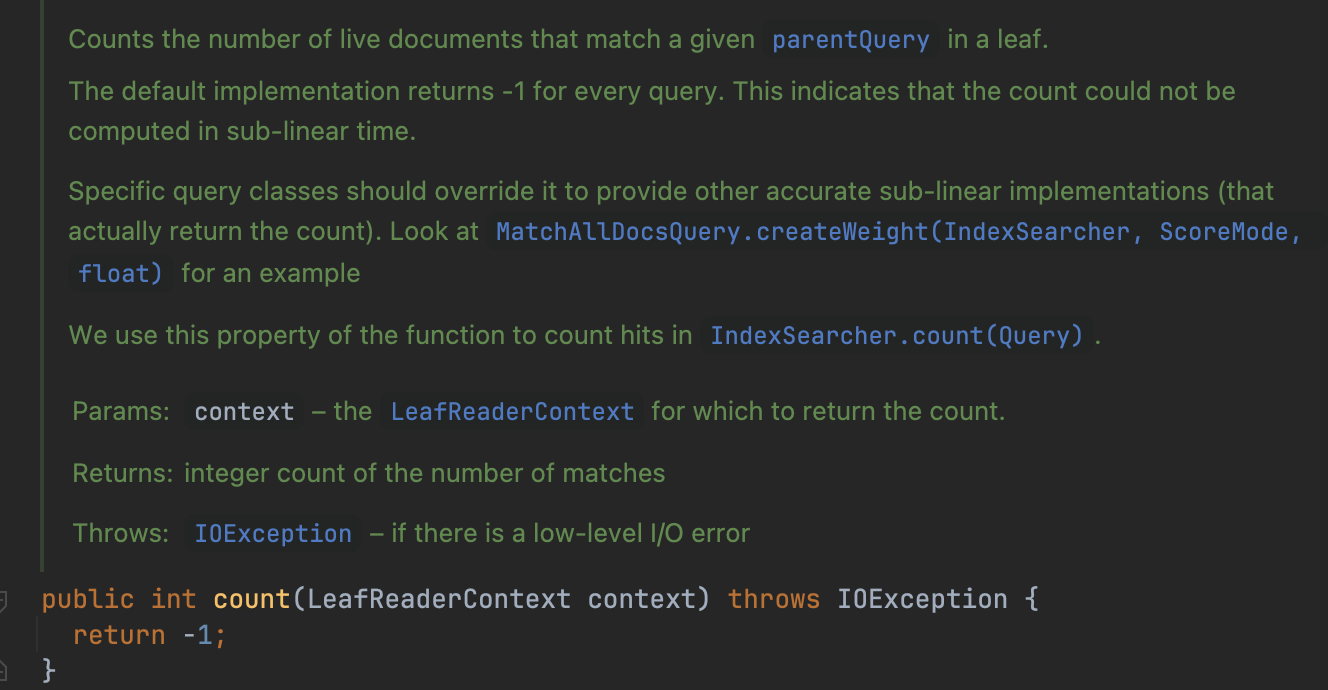 Counts the number of live documents that match a given parentQuery in a leaf.
The default implementation returns -1 for every query. This indicates that the count could not be
computed in sub-linear time.
Specific query classes should override it to provide other accurate sub-linear implementations (that
actually return the count). Look at MatchAllDocsQuery.createWeight(IndexSearcher, ScoreMode,
float) for an example
We use this property of the function to count hits in IndexSearcher.count(Query) .
Params: context – the LeafReaderContext for which to return the count.
Returns: integer count of the number of matches
Throws: IOException – if there is a low-level I/O error
public int count(LeafReaderContext context) throws IOException {
return -1;
}